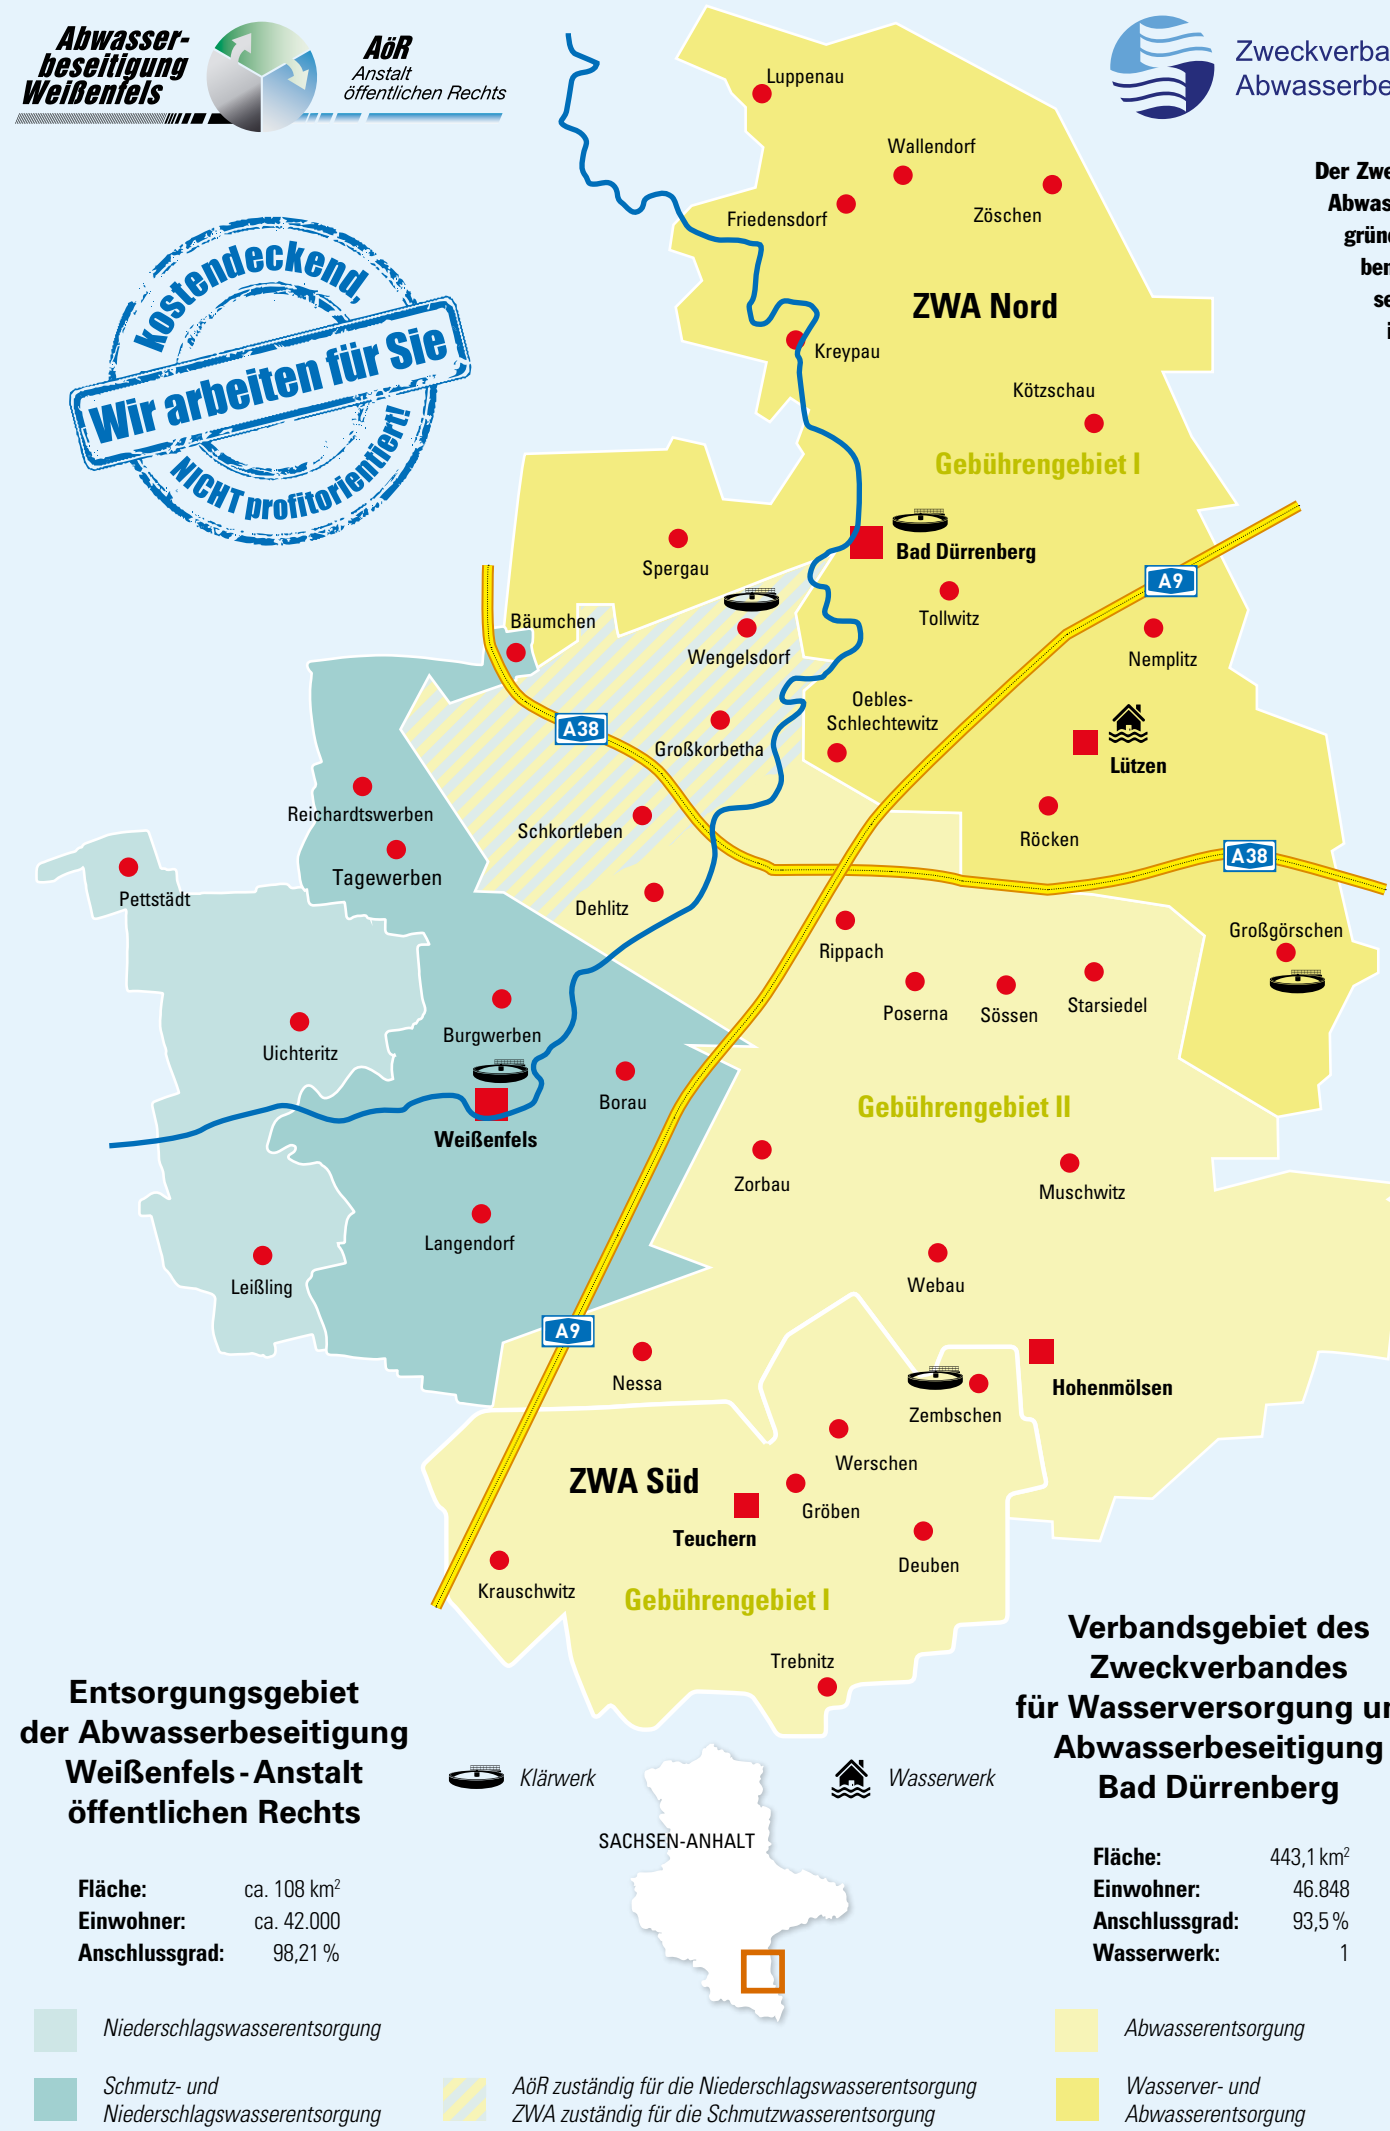 Abwasser-
beseitigung
Weißenfels
AöR
Anstalt
öffentlichen Rechts
Abwasserbe
Der Zwe
kostendeckend,
Wir arbeiten für Sie
NICHT profitorientiert!
Luppenau
Wallendorf
Friedensdorf
Zöschen
ZWA Nord
Kreypau
Kötzschau
Gebührengebiet I
Spergau
Bad Dürrenberg
A9
Tollwitz
Bäumchen
Wengelsdorf
Nemplitz
Oebles-
Schlechtewitz
A38
Großkorbetha
Lützen
Reichardtswerben
Schkortleben
Röcken
A38
Tagewerben
Pettstädt
Dehlitz
Großgörschen
Rippach
Starsiedel
Poserna
Sössen
Burgwerben
Uichteritz
Borau
Gebührengebiet II
Weißenfels
Zorbau
Muschwitz
Langendorf
Leißling
Webau
A9
Nessa
Hohenmölsen
Zembschen
Werschen
ZWA Süd
Gröben
Teuchern
Deuben
Krauschwitz
Gebührengebiet I
Trebnitz
Entsorgungsgebiet
der Abwasserbeseitigung
Weißenfels - Anstalt
öffentlichen Rechts
Fläche: ca. 108 km²
Einwohner: ca. 42.000
Anschlussgrad: 98,21 %
Niederschlagswasserentsorgung
Schmutz- und
Niederschlagswasserentsorgung
Klärwerk
Wasserwerk
SACHSEN-ANHALT
AöR zuständig für die Niederschlagswasserentsorgung
ZWA zuständig für die Schmutzwasserentsorgung
Verbandsgebiet des
Zweckverbandes
für Wasserversorgung
Abwasserbeseitigung
Bad Dürrenberg
Fläche: 443,1 km²
Einwohner: 46.848
Anschlussgrad: 93,5 %
Wasserwerk: 1
Abwasserentsorgung
Wasserver- und
Abwasserentsorgung